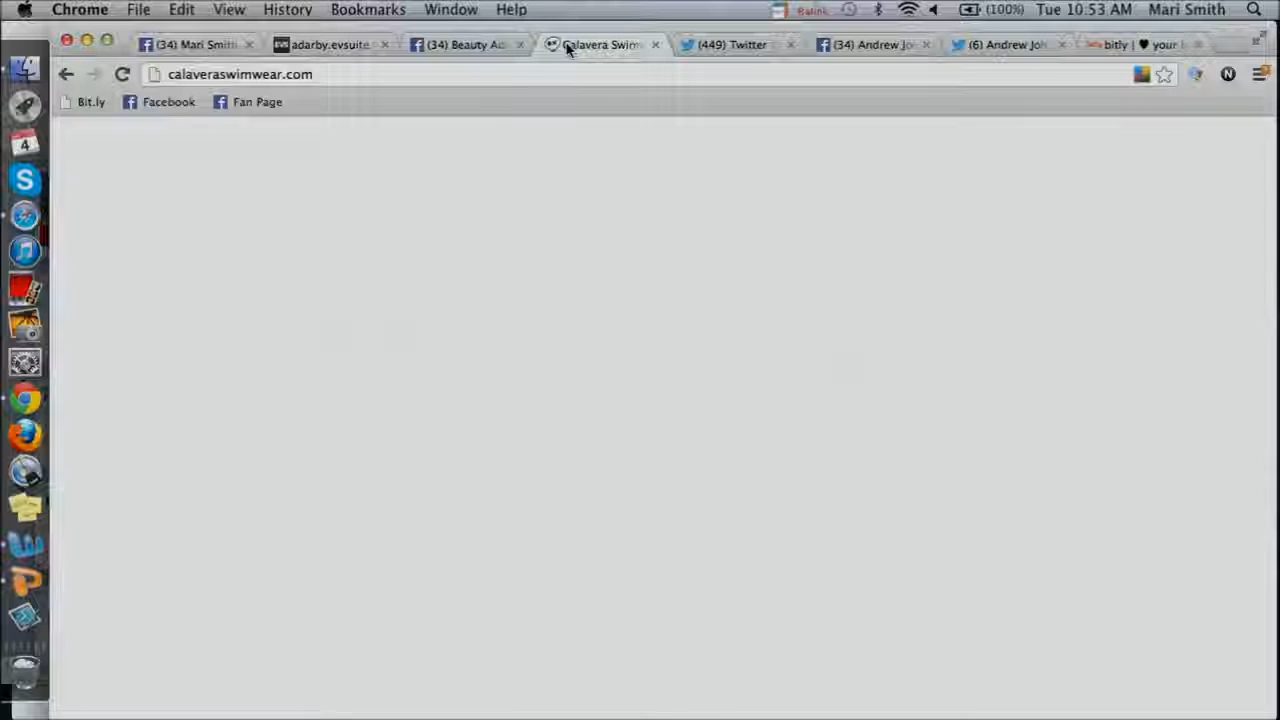 Chrome File Edit View History Bookmarks Window Help (100%) Tue 10:53 AM Mari Smith
(34) Mari Smith adarby.evsuite. (34) Beauty Ad Calavera Swim (449) Twitter (34) Andrew Jo (6) Andrew Joh bitly | ♥ your l
calaveraswimwear.com N
Bit.ly Facebook Fan Page
4
S